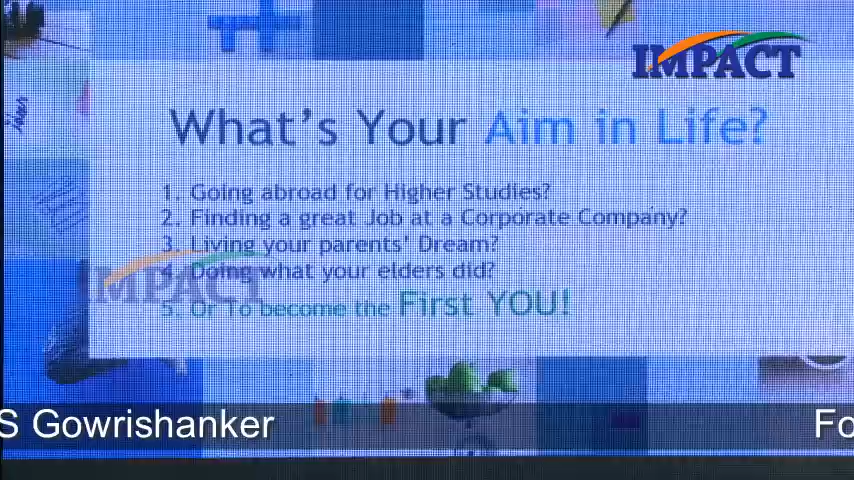 IMPACT
ideas
What's Your Aim in Life?
1. Going abroad for Higher Studies?
2. Finding a great Job at a Corporate Company?
3. Living your parents' Dream?
4. Doing what your elders did?
IMPACT
5. Or To become the First YOU!
S Gowrishanker
Fo